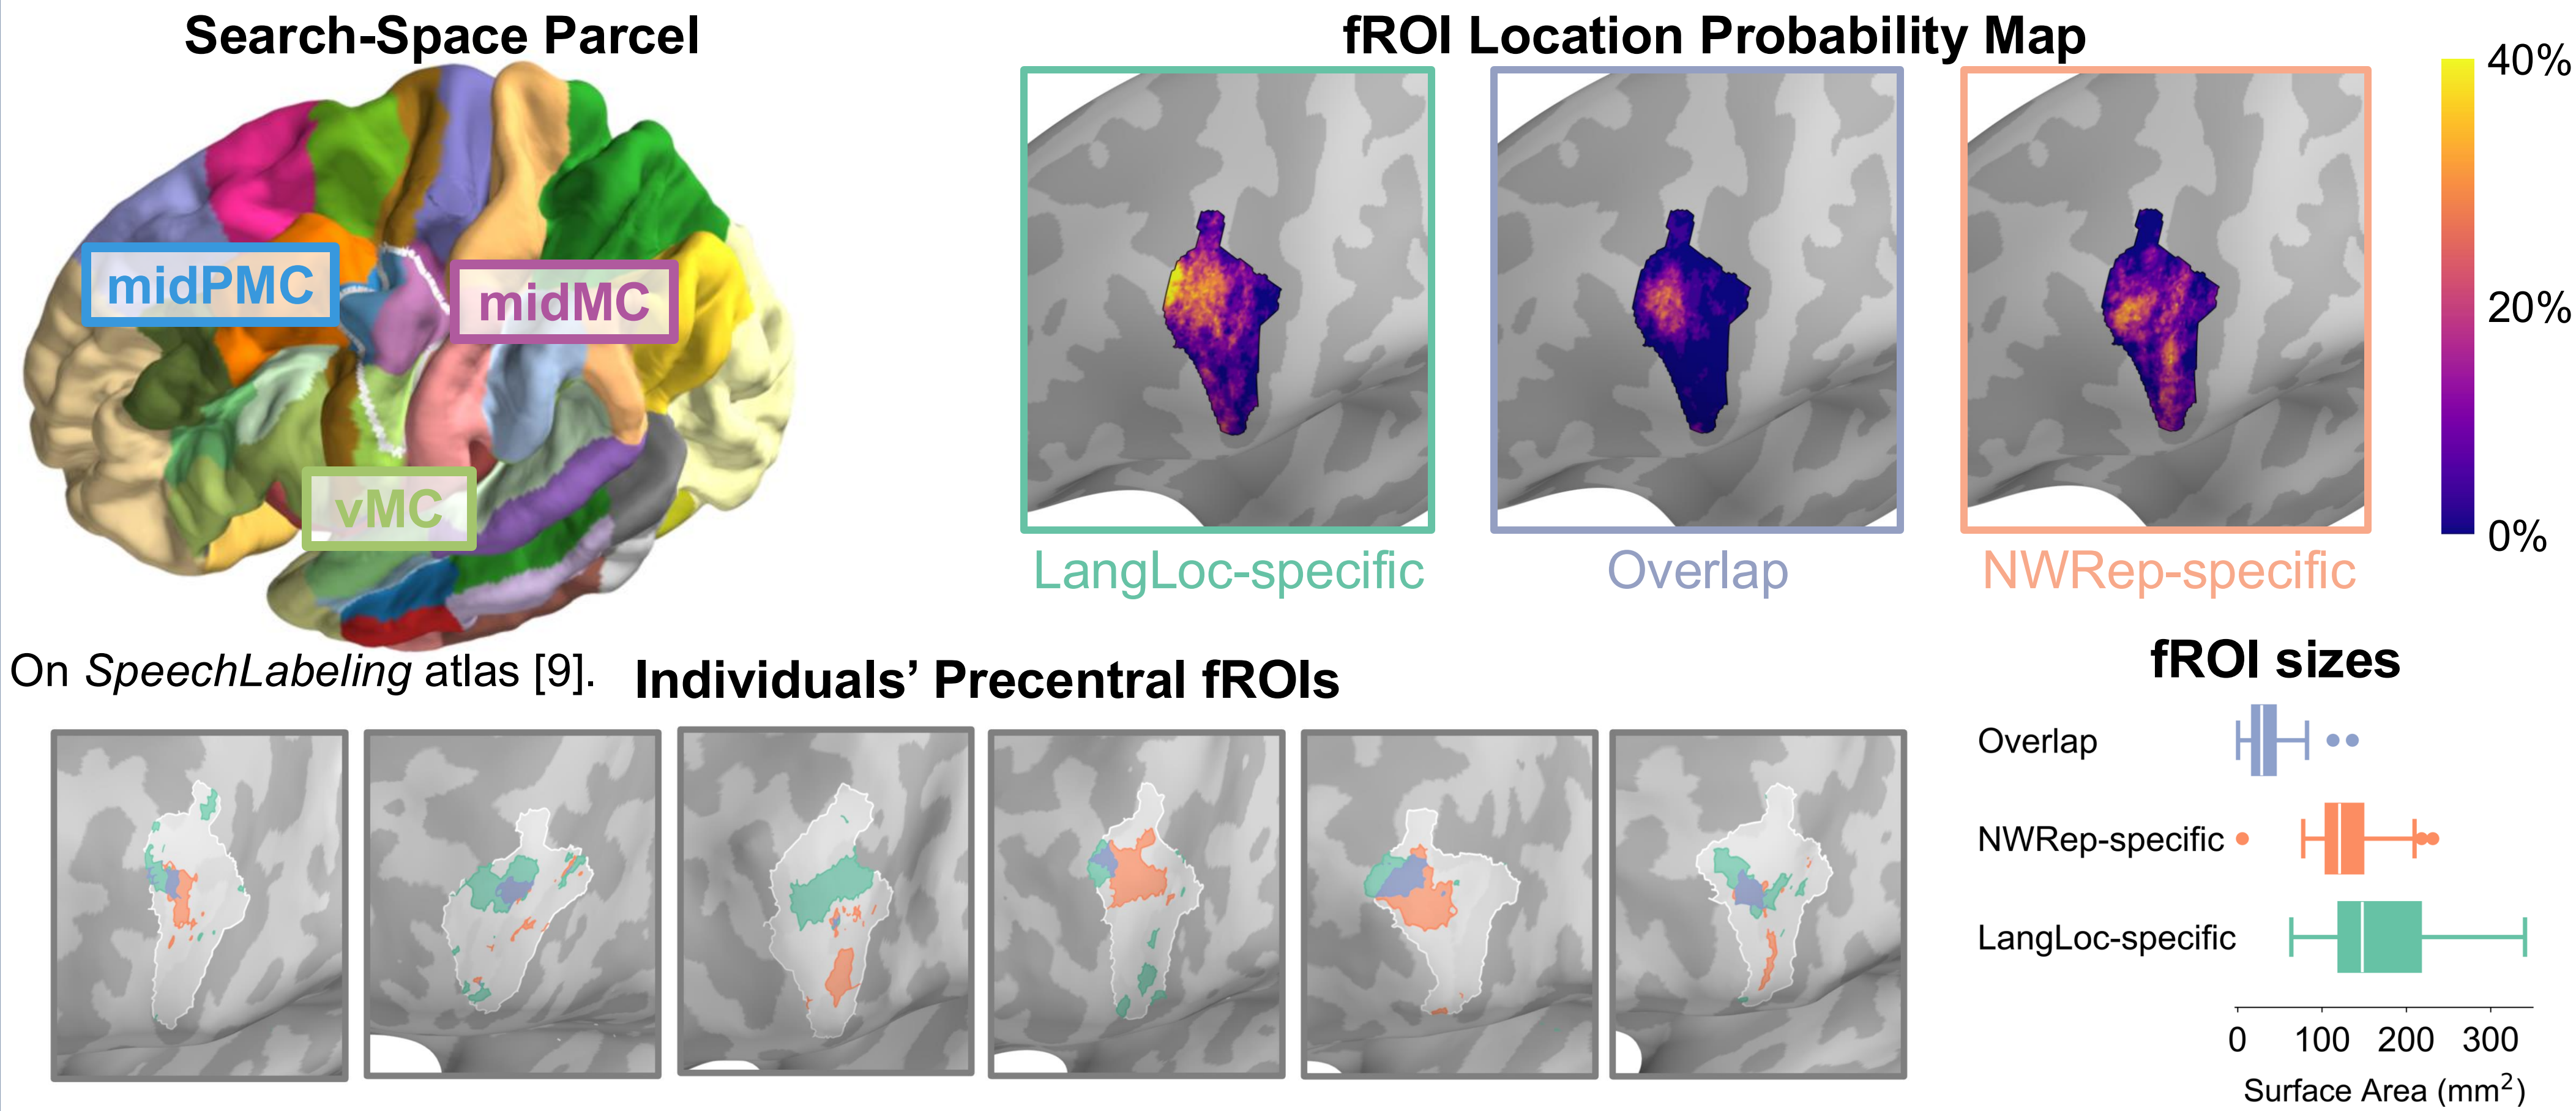 Search-Space Parcel
midPMC
midMC
vMC
On SpeechLabeling atlas [9].
fROI Location Probability Map
LangLoc-specific
Overlap
NWRep-specific
40%
20%
0%
Individuals’ Precentral fROIs
fROI sizes
Overlap
NWRep-specific
LangLoc-specific
0 100 200 300
Surface Area (mm²)